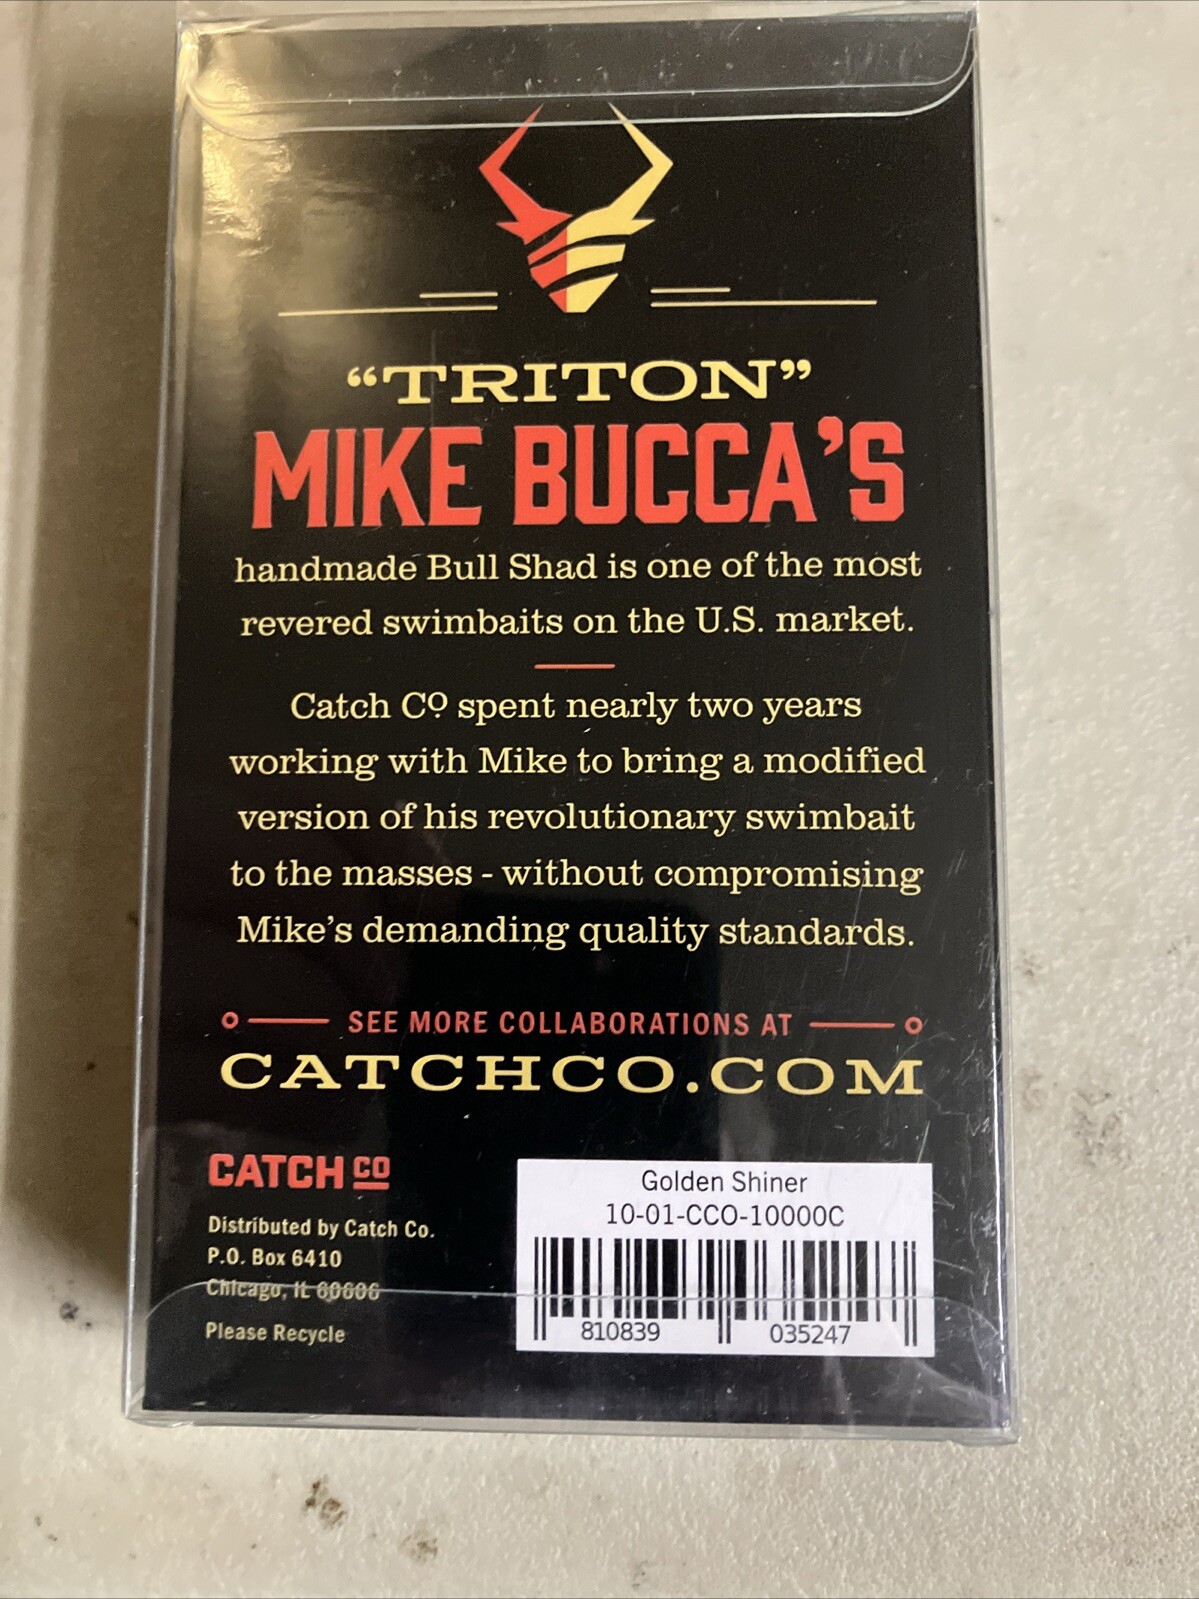 “TRITON”
MIKE BUCCA’S
handmade Bull Shad is one of the most
revered swimbaits on the U.S. market.
Catch Co spent nearly two years
working with Mike to bring a modified
version of his revolutionary swimbait
to the masses - without compromising
Mike’s demanding quality standards.
SEE MORE COLLABORATIONS AT
CATCHCO.COM
CATCH CO
Distributed by Catch Co.
P.O. Box 6410
Chicago, IL 60606
Please Recycle
Golden Shiner
10-01-CCO-10000C
810839 035247